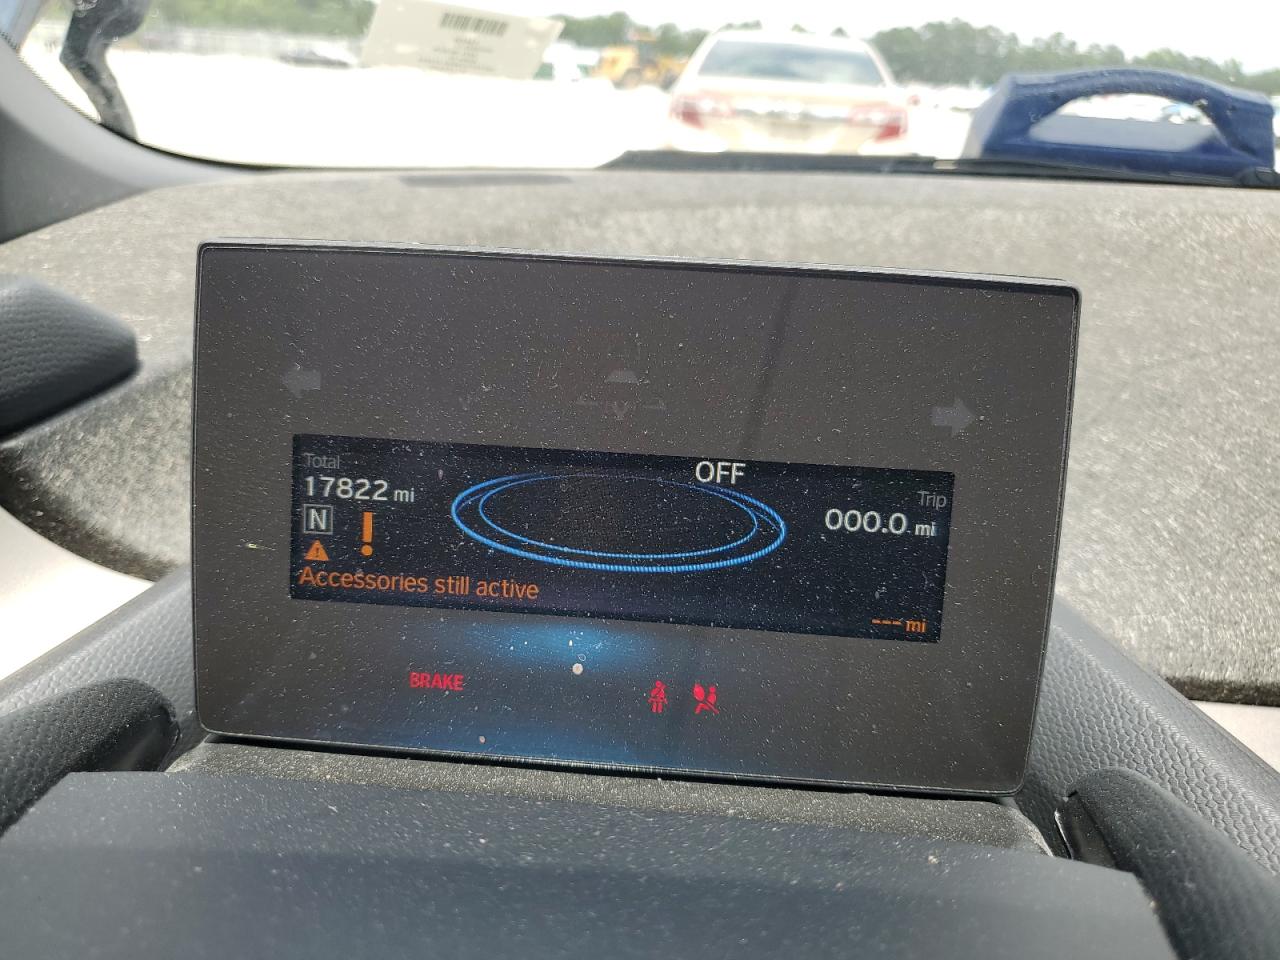 OFF
Total
17822 mi
Trip
000.0 mi
N
!
Accessories still active
--- mi
BRAKE